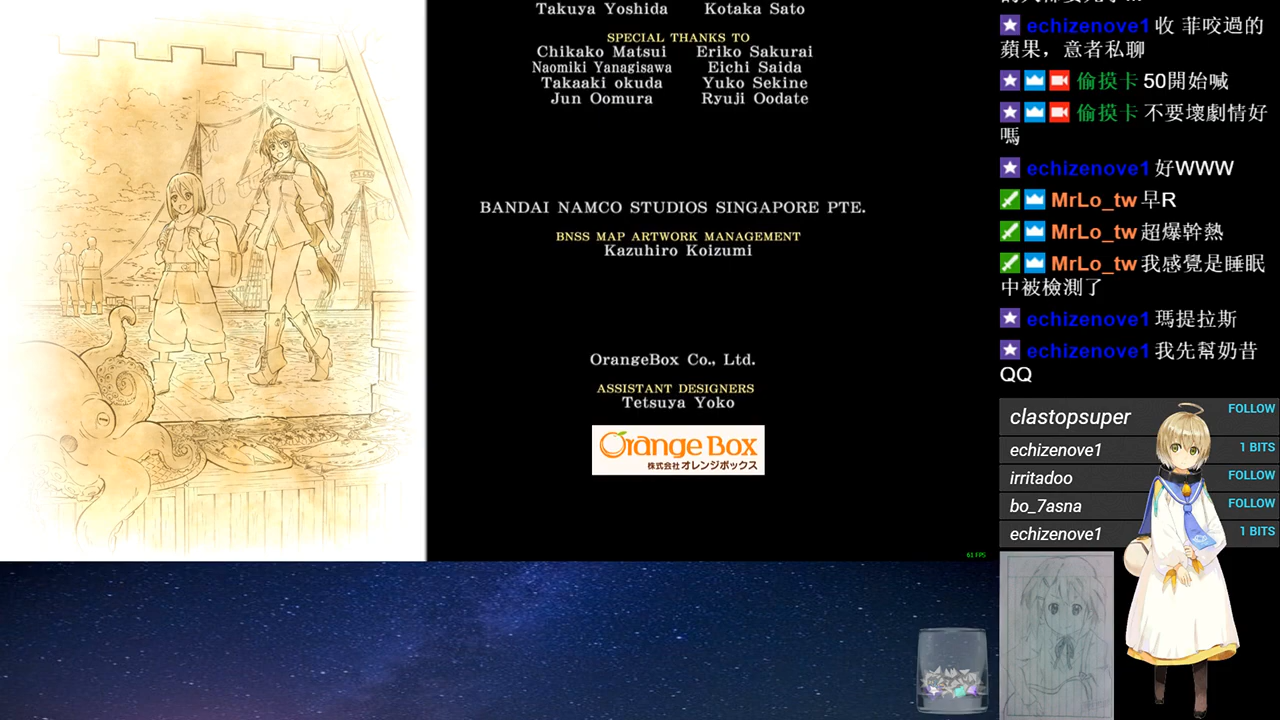 Takuya Yoshida Kotaka Sato
SPECIAL THANKS TO
Chikako Matsui Eriko Sakurai
Naomiki Yanagisawa Eichi Saida
Takaaki okuda Yuko Sekine
Jun Oomura Ryuji Oodate
BANDAI NAMCO STUDIOS SINGAPORE PTE.
BNSS MAP ARTWORK MANAGEMENT
Kazuhiro Koizumi
OrangeBox Co., Ltd.
ASSISTANT DESIGNERS
Tetsuya Yoko
Orange Box
株式会社オレンジボックス
61 FPS
echizenove1 收 菲咬過的
蘋果，意者私聊
偷摸卡 50開始喊
偷摸卡 不要壞劇情好
嗎
echizenove1 好WWW
MrLo_tw 早R
MrLo_tw 超爆幹熱
MrLo_tw 我感覺是睡眠
中被檢測了
echizenove1 瑪提拉斯
echizenove1 我先幫奶昔
QQ
clastopsuper FOLLOW
echizenove1 1 BITS
irritadoo FOLLOW
bo_7asna FOLLOW
echizenove1 1 BITS